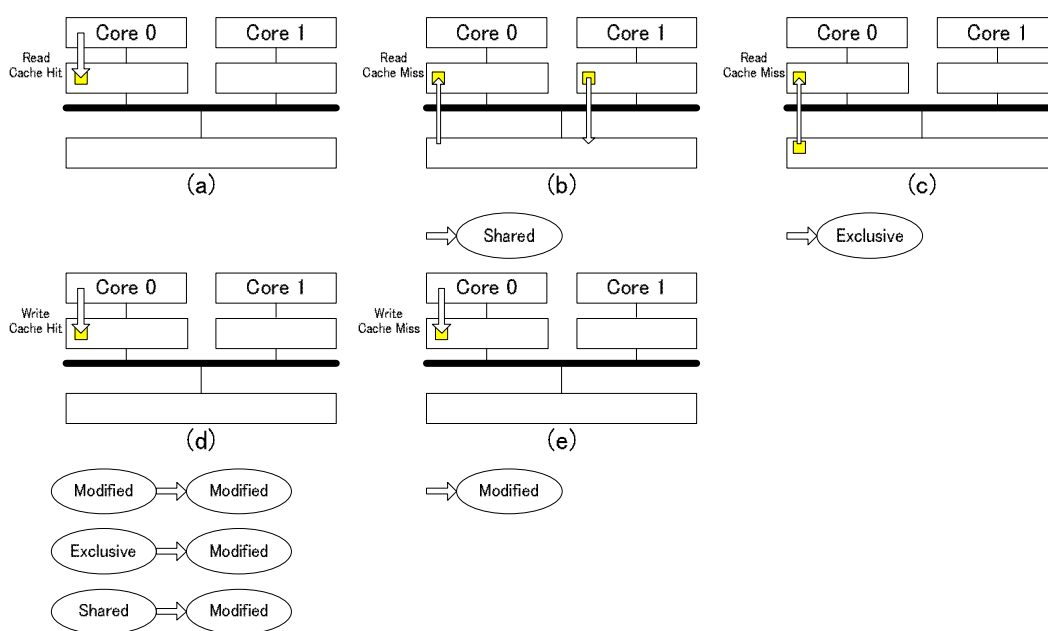 Core 0
Core 1
Read
Cache Hit
(a)
Core 0
Core 1
Read
Cache Miss
(b)
Shared
Core 0
Core 1
Read
Cache Miss
(c)
Exclusive
Core 0
Core 1
Write
Cache Hit
(d)
Modified
Modified
Exclusive
Modified
Shared
Modified
Core 0
Core 1
Write
Cache Miss
(e)
Modified